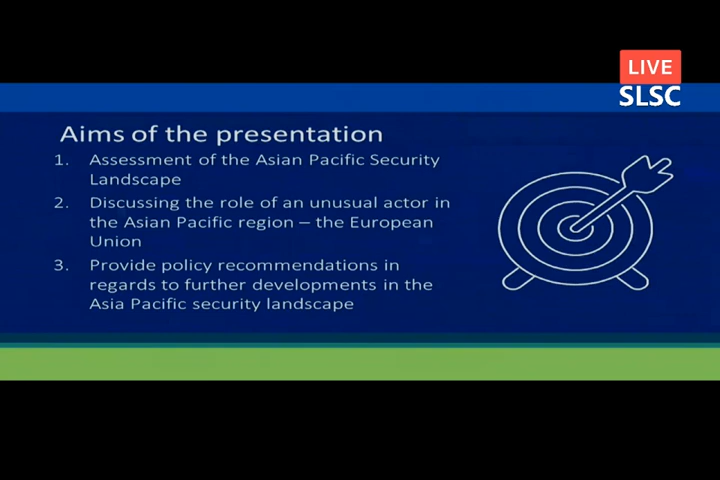 LIVE
SLSC
Aims of the presentation
1. Assessment of the Asian Pacific Security
Landscape
2. Discussing the role of an unusual actor in
the Asian Pacific region – the European
Union
3. Provide policy recommendations in
regards to further developments in the
Asia Pacific security landscape